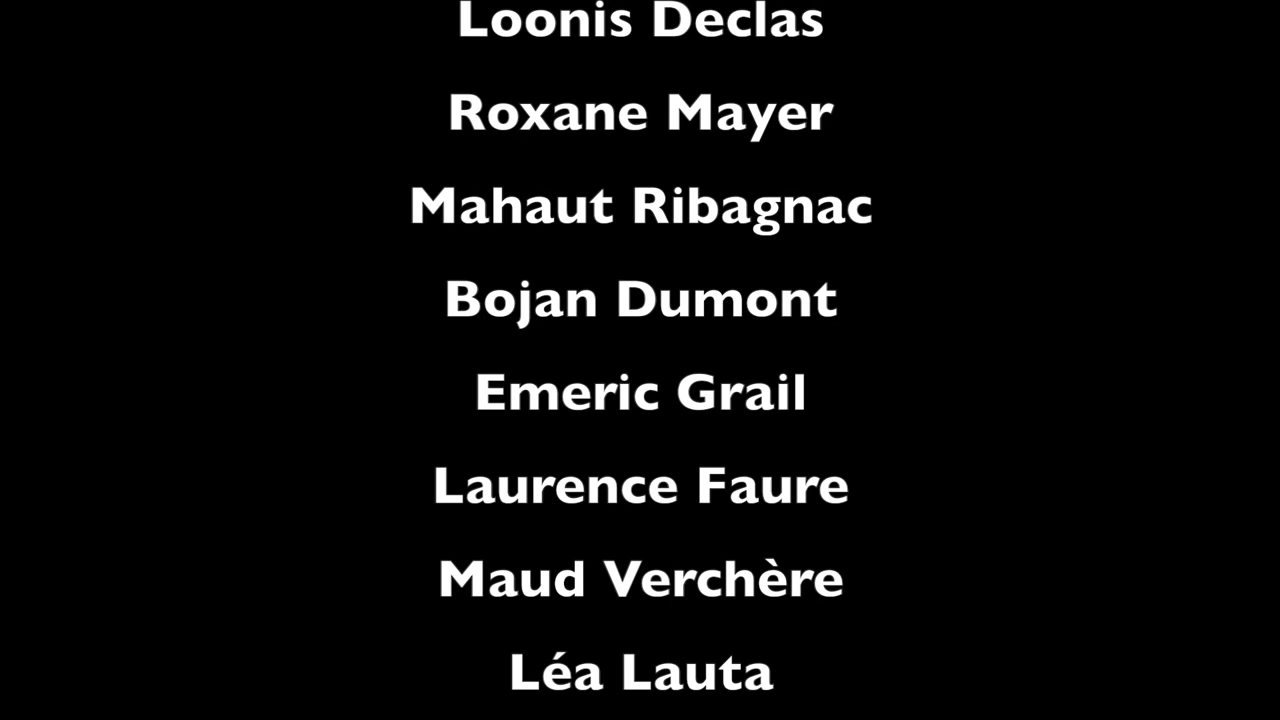 Loonis Declas
Roxane Mayer
Mahaut Ribagnac
Bojan Dumont
Emeric Grail
Laurence Faure
Maud Verchère
Léa Lauta